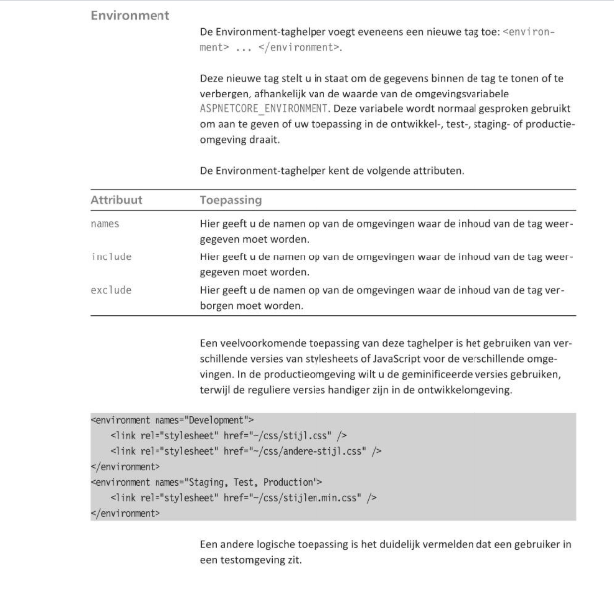 Environment
De Environment-taghelper voegt eveneens een nieuwe tag toe: <environ-
ment> ... </environment>.
Deze nieuwe tag stelt u in staat om de gegevens binnen de tag te tonen of te
verbergen, afhankelijk van de waarde van de omgevingsvariabele
ASPNETCORE_ENVIRONMENT. Deze variabele wordt normaal gesproken gebruikt
om aan te geven of uw toepassing in de ontwikkel-, test-, staging- of productie-
omgeving draait.
De Environment-taghelper kent de volgende attributen.
Attribuut Toepassing
names Hier geeft u de namen op van de omgevingen waar de inhoud van de tag weer-
gegeven moet worden.
include Hier geeft u de namen op van de omgevingen waar de inhoud van de tag weer-
gegeven moet worden.
exclude Hier geeft u de namen op van de omgevingen waar de inhoud van de tag ver-
borgen moet worden.
Een veelvoorkomende toepassing van deze taghelper is het gebruiken van ver-
schillende versies van stylesheets of JavaScript voor de verschillende omge-
vingen. In de productieomgeving wilt u de geminificeerde versies gebruiken,
terwijl de reguliere versies handiger zijn in de ontwikkelomgeving.
<environment names="Development">
<link rel="stylesheet" href="~/css/stijl.css" />
<link rel="stylesheet" href="~/css/andere-stijl.css" />
</environment>
<environment names="Staging, Test, Production">
<link rel="stylesheet" href="~/css/stijlen.min.css" />
</environment>
Een andere logische toepassing is het duidelijk vermelden dat een gebruiker in
een testomgeving zit.